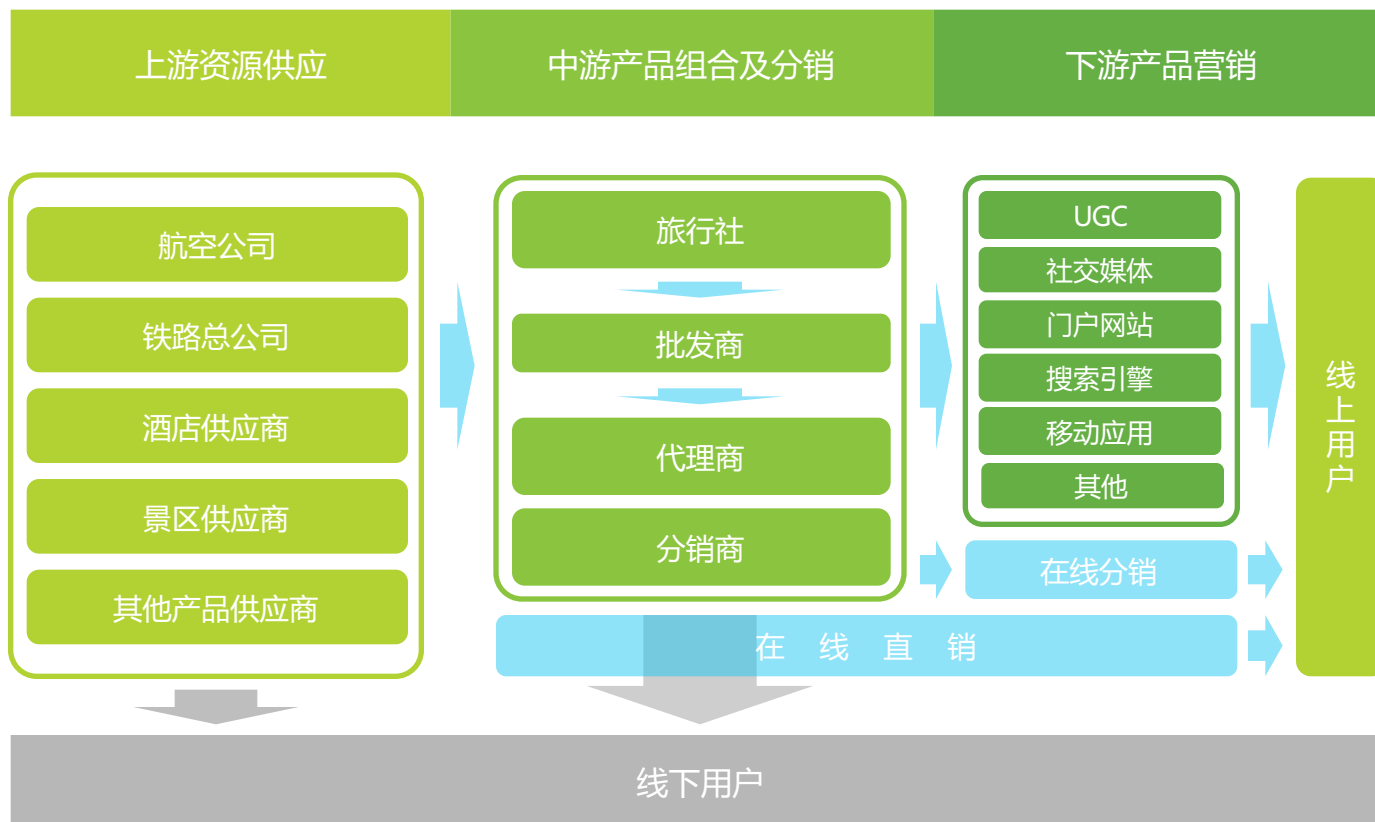 上游资源供应
中游产品组合及分销
下游产品营销
航空公司
铁路总公司
酒店供应商
景区供应商
其他产品供应商
旅行社
批发商
代理商
分销商
UGC
社交媒体
门户网站
搜索引擎
移动应用
其他
在线分销
在线直销
线上用户
线下用户